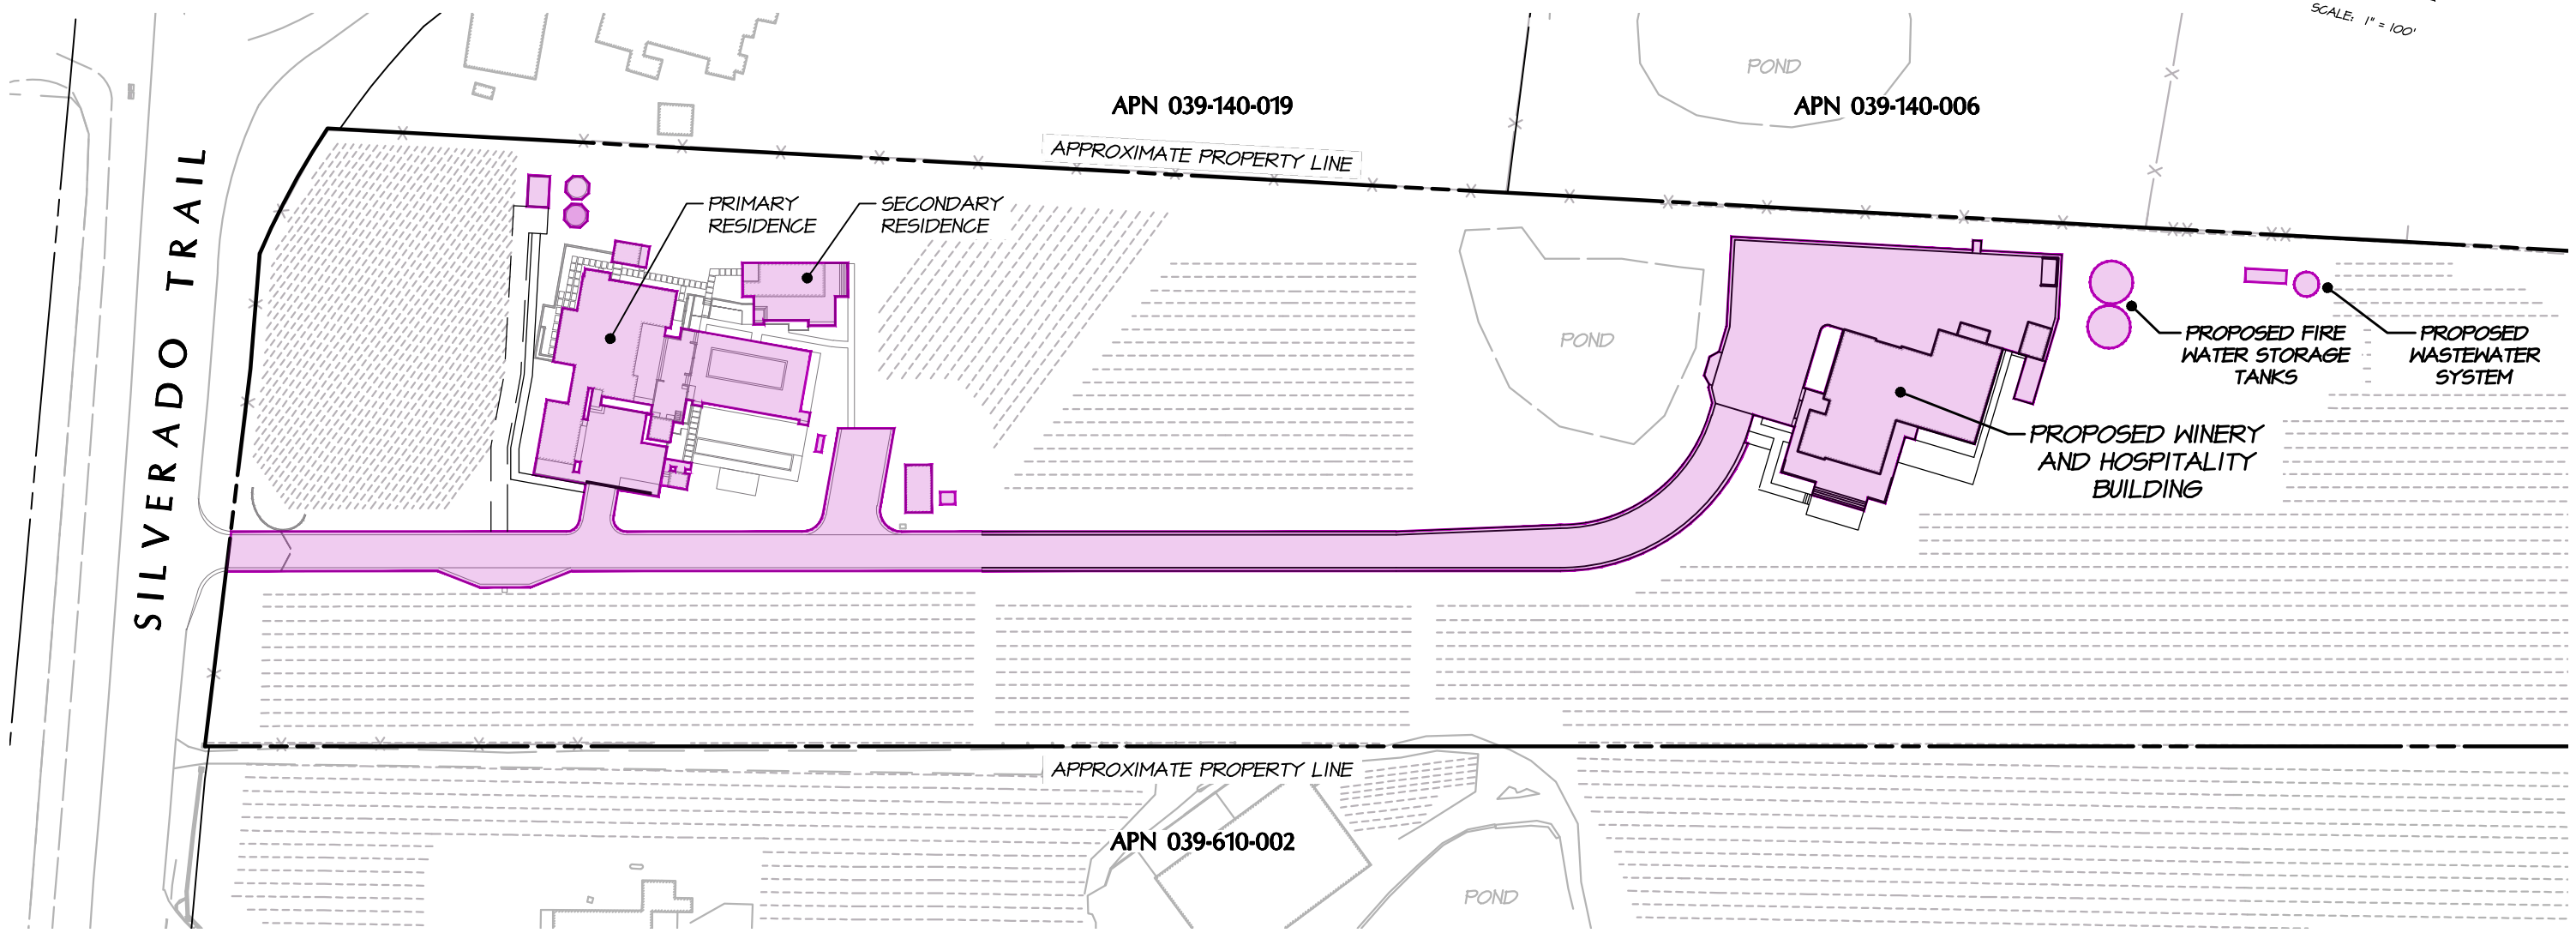 SCALE: 1" = 100'
POND
APN 039-140-019
APN 039-140-006
APPROXIMATE PROPERTY LINE
SILVERADO TRAIL
PRIMARY
RESIDENCE
SECONDARY
RESIDENCE
POND
PROPOSED FIRE
WATER STORAGE
TANKS
PROPOSED
WASTEWATER
SYSTEM
PROPOSED WINERY
AND HOSPITALITY
BUILDING
APPROXIMATE PROPERTY LINE
APN 039-610-002
POND